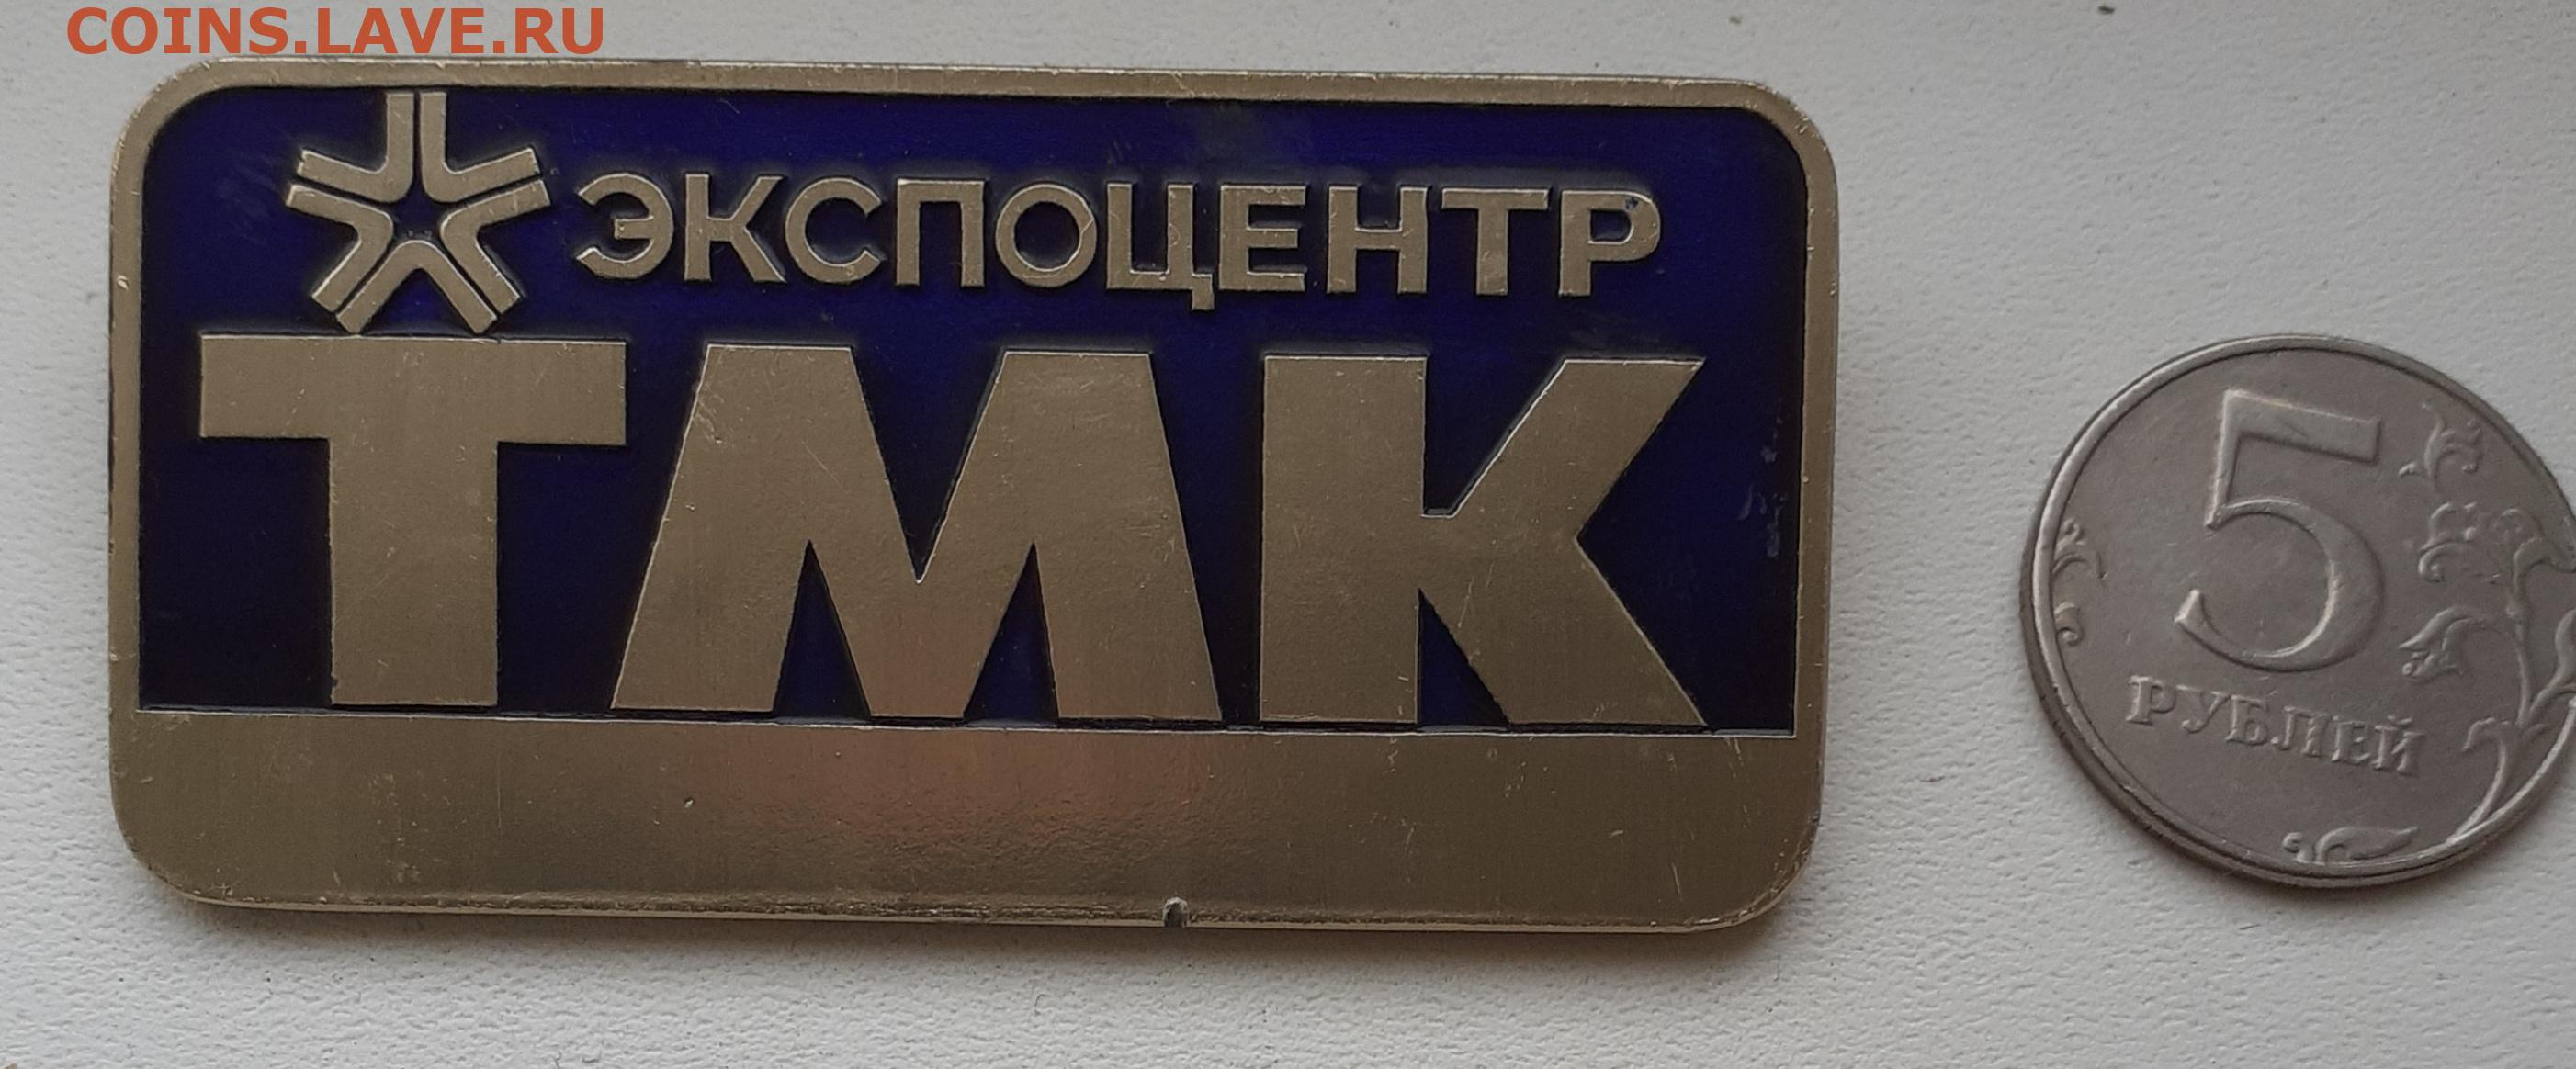 COINS.LAVE.RU
ЭКСПОЦЕНТР
ТМК
5
РУБЛЕЙ